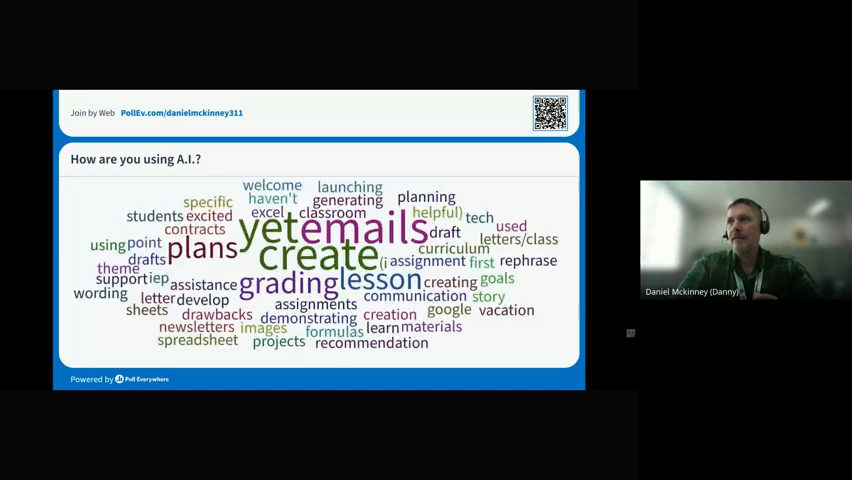 Join by Web PollEv.com/danielmckinney311
How are you using A.I.?
welcome launching
specific haven't generating planning
students excited excel classroom helpful) tech
contracts yet emails draft used
using point plans create curriculum letters/class
drafts (i assignment first rephrase
theme support iep assistance grading lesson creating goals
wording letter develop assignments communication story
sheets drawbacks demonstrating creation google vacation
newsletters images formulas learn materials
spreadsheet projects recommendation
Powered by Poll Everywhere
Daniel Mckinney (Danny)